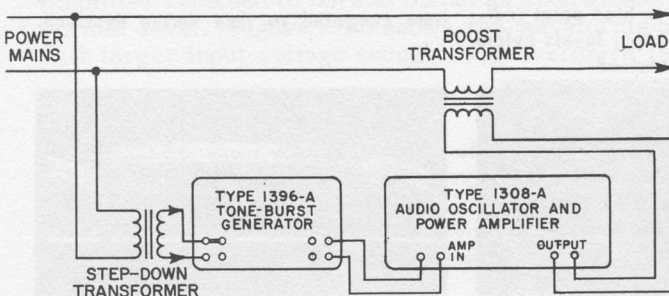 POWER
MAINS
BOOST
TRANSFORMER
LOAD
TYPE 1396-A
TONE-BURST
GENERATOR
TYPE 1308-A
AUDIO OSCILLATOR AND
POWER AMPLIFIER
AMP
IN
OUTPUT
STEP-DOWN
TRANSFORMER